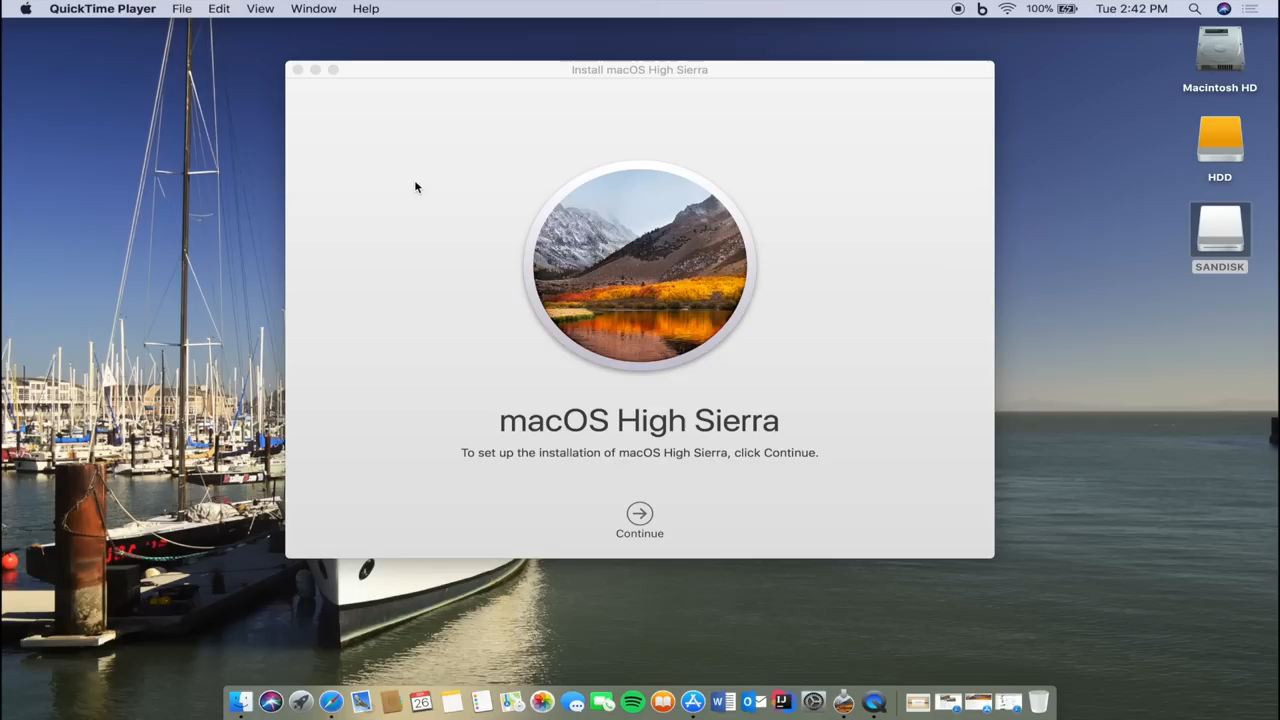 QuickTime Player File Edit View Window Help
100% Tue 2:42 PM
Install macOS High Sierra
Macintosh HD
HDD
SANDISK
macOS High Sierra
To set up the installation of macOS High Sierra, click Continue.
Continue
26